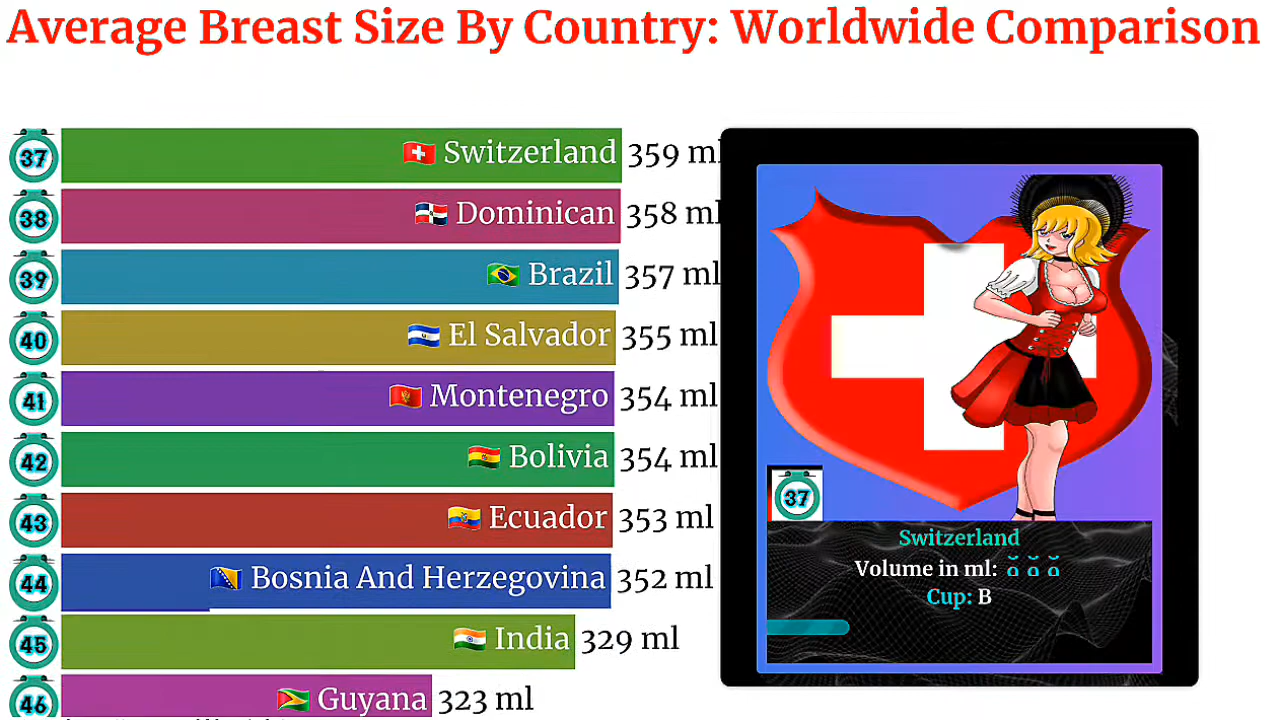 Average Breast Size By Country: Worldwide Comparison
37 Switzerland 359 ml
38 Dominican 358 ml
39 Brazil 357 ml
40 El Salvador 355 ml
41 Montenegro 354 ml
42 Bolivia 354 ml
43 Ecuador 353 ml
44 Bosnia And Herzegovina 352 ml
45 India 329 ml
46 Guyana 323 ml
37
Switzerland
Volume in ml:
Cup: B